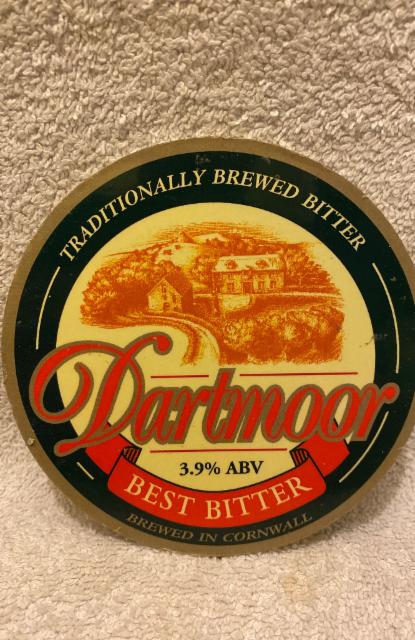 TRADITIONALLY BREWED BITTER
Dartmoor
3.9% ABV
BEST BITTER
BREWED IN CORNWALL